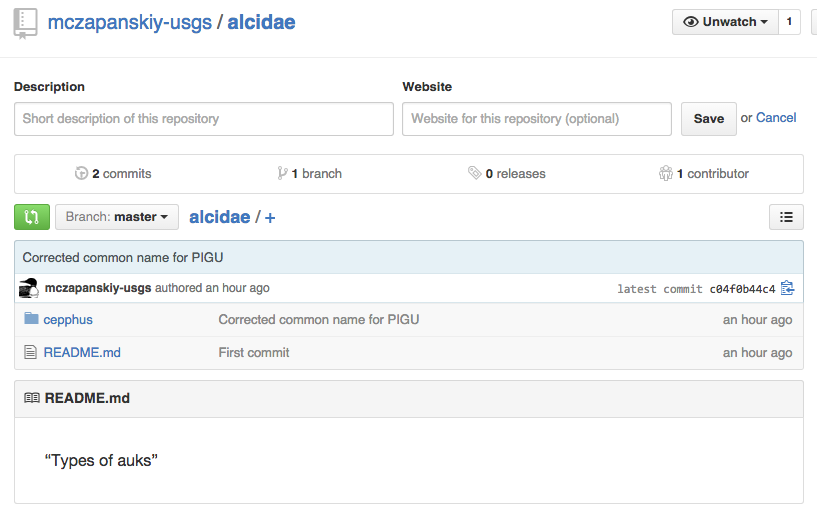 mczapanskiy-usgs / alcidae
Unwatch 1
Description Website
Short description of this repository Website for this repository (optional) Save or Cancel
2 commits 1 branch 0 releases 1 contributor
Branch: master alcidae / +
Corrected common name for PIGU
mczapanskiy-usgs authored an hour ago latest commit c04f0b44c4
cepphus Corrected common name for PIGU an hour ago
README.md First commit an hour ago
README.md
“Types of auks”